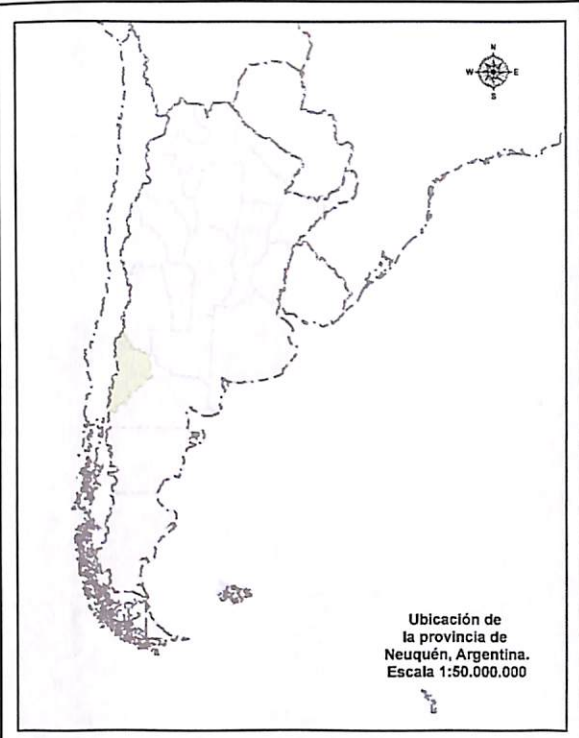 N
W E
S
Ubicación de
la provincia de
Neuquén, Argentina.
Escala 1:50.000.000